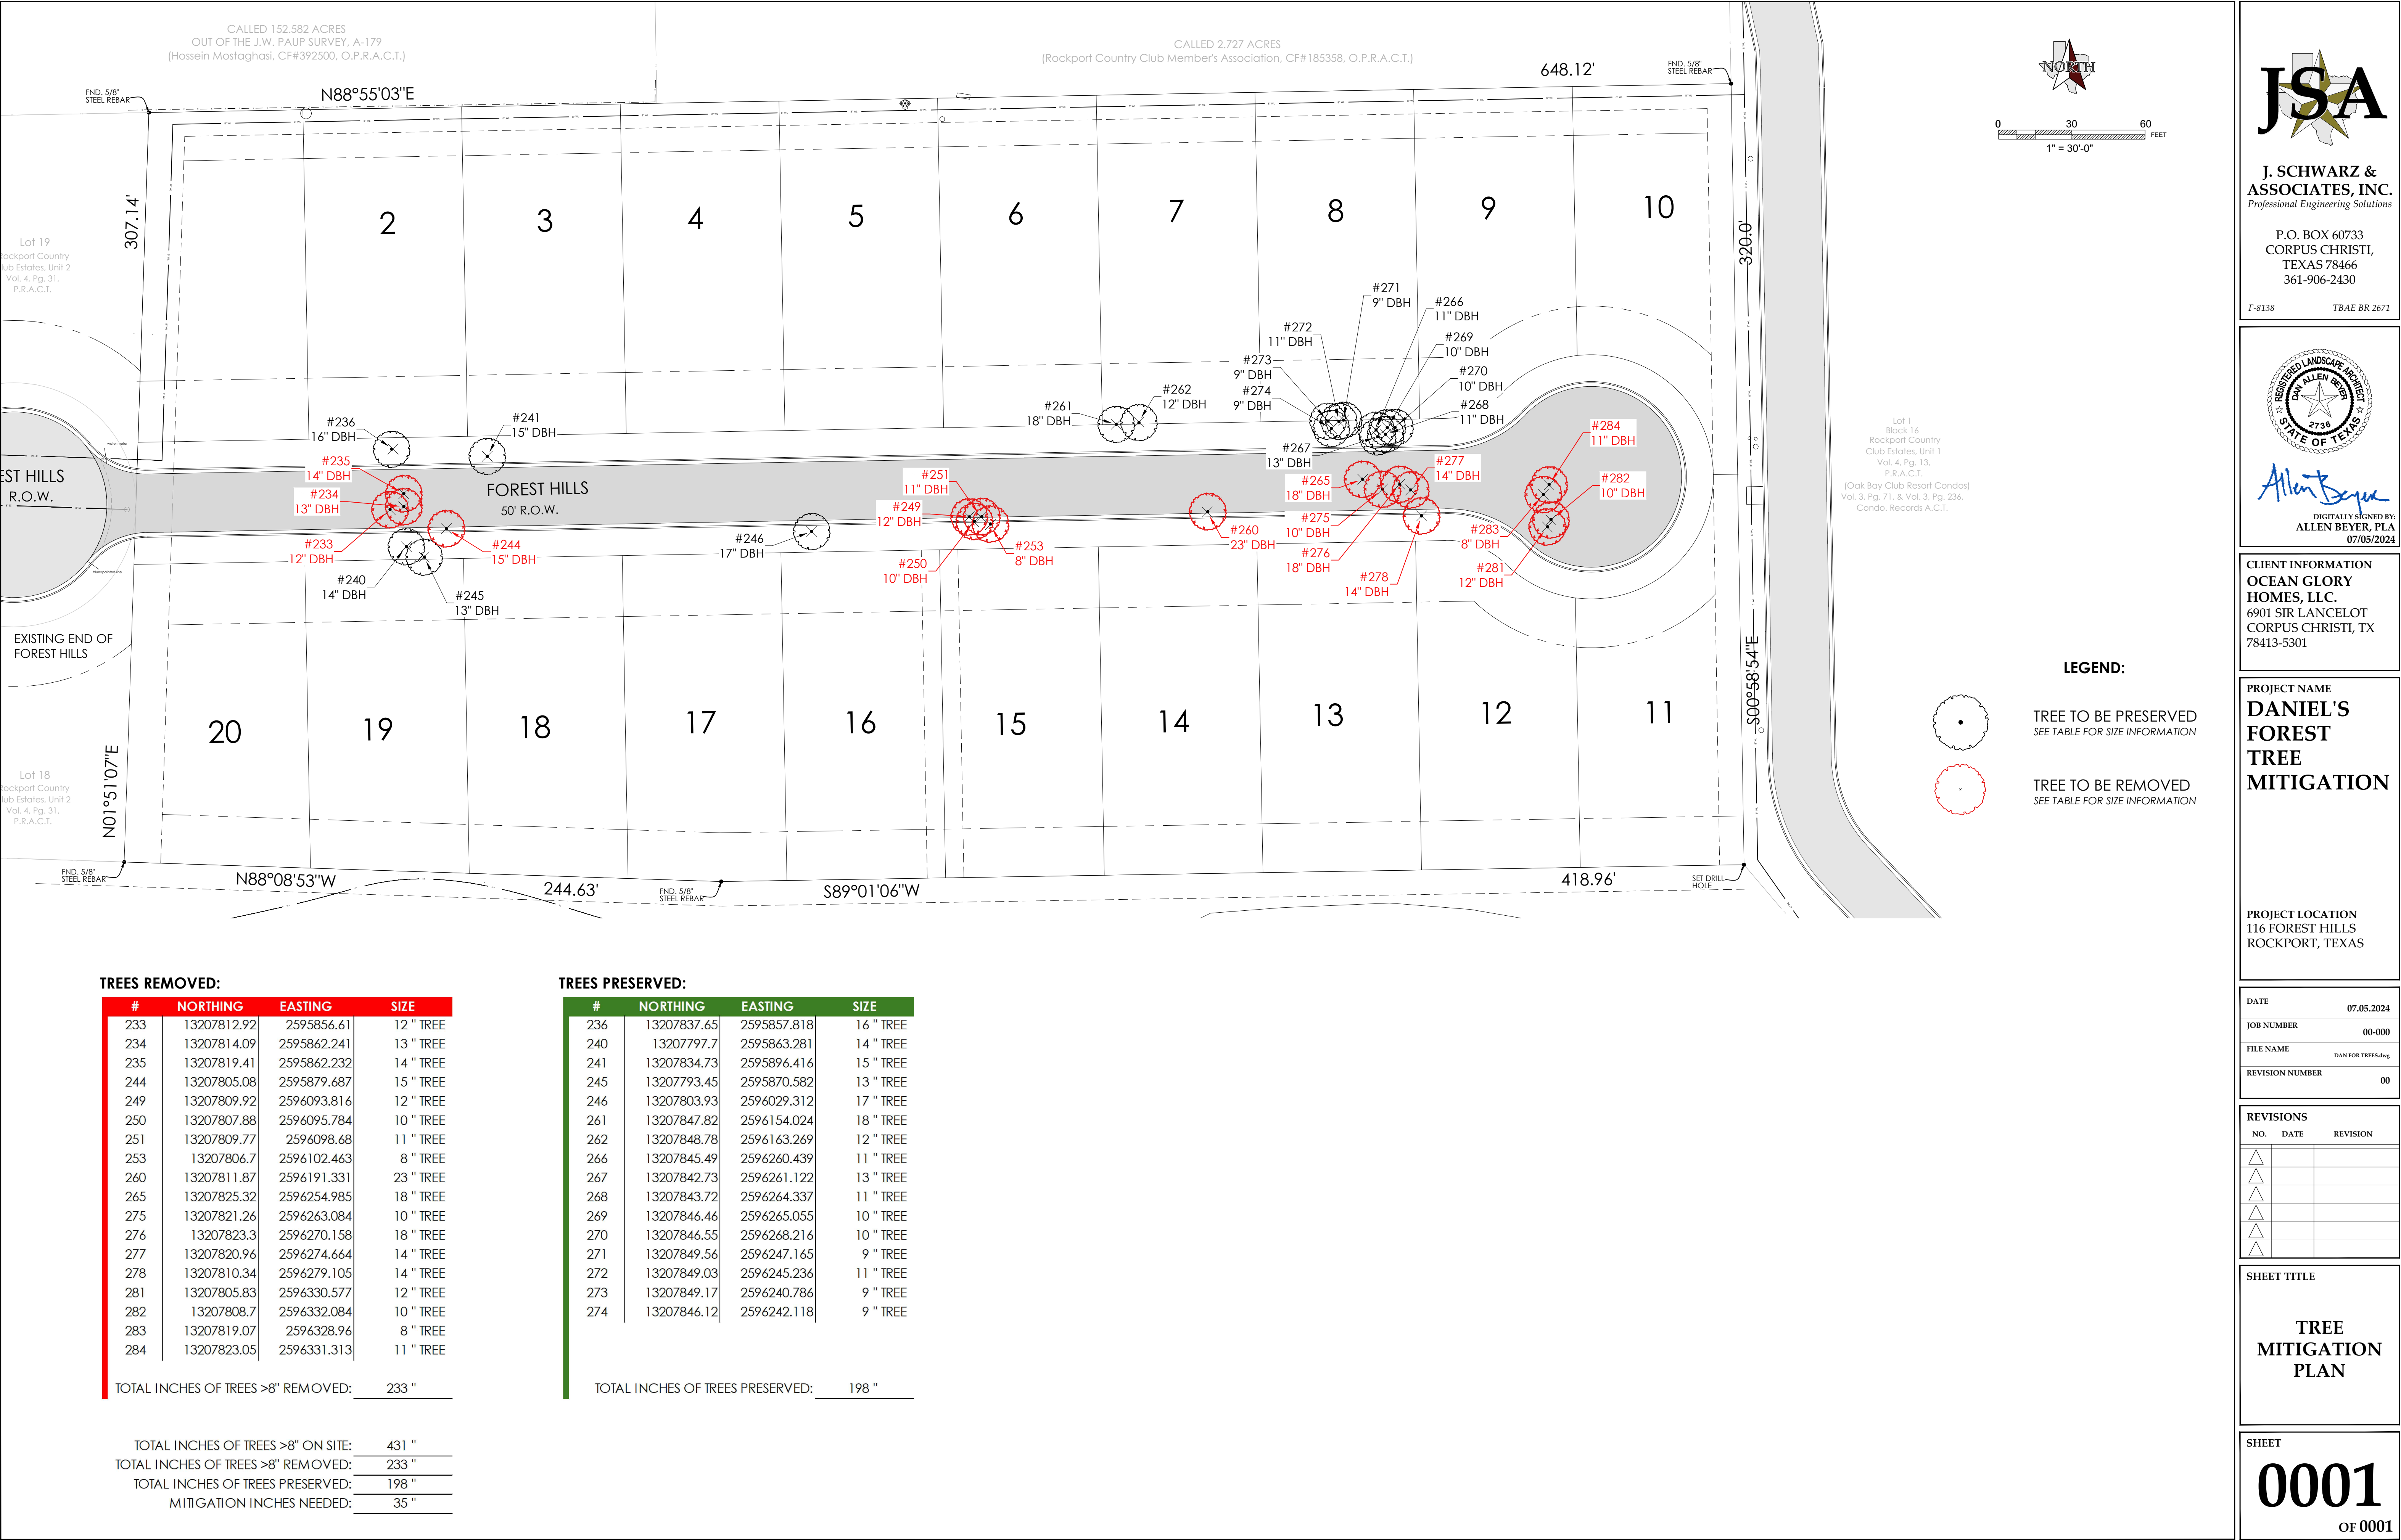 CALLED 152.582 ACRES
OUT OF THE J.W. PAUP SURVEY, A-179
(Hossein Mostaghasi, CF#392500, O.P.R.A.C.T.)
CALLED 2.727 ACRES
(Rockport Country Club Member's Association, CF#185358, O.P.R.A.C.T.)
FND. 5/8"
STEEL REBAR
N88°55'03"E
648.12'
FND. 5/8"
STEEL REBAR
307.14'
320.0'
Lot 19
ockport Country
ub Estates, Unit 2
Vol. 4, Pg. 31,
P.R.A.C.T.
2
3
4
5
6
7
8
9
10
#271
9" DBH
#266
11" DBH
#272
11" DBH
#269
10" DBH
#273
9" DBH
#270
10" DBH
#274
9" DBH
#268
11" DBH
#262
12" DBH
#261
18" DBH
#267
13" DBH
#236
16" DBH
#241
15" DBH
#235
14" DBH
#234
13" DBH
#233
12" DBH
#240
14" DBH
#245
13" DBH
#244
15" DBH
#246
17" DBH
#251
11" DBH
#249
12" DBH
#250
10" DBH
#253
8" DBH
#260
23" DBH
#265
18" DBH
#277
14" DBH
#275
10" DBH
#276
18" DBH
#278
14" DBH
#284
11" DBH
#282
10" DBH
#283
8" DBH
#281
12" DBH
EST HILLS
R.O.W.
FOREST HILLS
50' R.O.W.
Lot 1
Block 16
Rockport Country
Club Estates, Unit 1
Vol. 4, Pg. 13,
P.R.A.C.T.
(Oak Bay Club Resort Condos)
Vol. 3, Pg. 71, & Vol. 3, Pg. 236,
Condo. Records A.C.T.
EXISTING END OF
FOREST HILLS
20
19
18
17
16
15
14
13
12
11
Lot 18
ockport Country
ub Estates, Unit 2
Vol. 4, Pg. 31,
P.R.A.C.T.
N01°51'07"E
S00°58'54"E
FND. 5/8"
STEEL REBAR
N88°08'53"W
244.63'
FND. 5/8"
STEEL REBAR
S89°01'06"W
418.96'
SET DRILL
HOLE
NORTH
0 30 60
FEET
1" = 30'-0"
LEGEND:
TREE TO BE PRESERVED
SEE TABLE FOR SIZE INFORMATION
TREE TO BE REMOVED
SEE TABLE FOR SIZE INFORMATION
TREES REMOVED:
# NORTHING EASTING SIZE
233 13207812.92 2595856.61 12 " TREE
234 13207814.09 2595862.241 13 " TREE
235 13207819.41 2595862.232 14 " TREE
244 13207805.08 2595879.687 15 " TREE
249 13207809.92 2596093.816 12 " TREE
250 13207807.88 2596095.784 10 " TREE
251 13207809.77 2596098.68 11 " TREE
253 13207806.7 2596102.463 8 " TREE
260 13207811.87 2596191.331 23 " TREE
265 13207825.32 2596254.985 18 " TREE
275 13207821.26 2596263.084 10 " TREE
276 13207823.3 2596270.158 18 " TREE
277 13207820.96 2596274.664 14 " TREE
278 13207810.34 2596279.105 14 " TREE
281 13207805.83 2596330.577 12 " TREE
282 13207808.7 2596332.084 10 " TREE
283 13207819.07 2596328.96 8 " TREE
284 13207823.05 2596331.313 11 " TREE
TOTAL INCHES OF TREES >8" REMOVED: 233 "
TREES PRESERVED:
# NORTHING EASTING SIZE
236 13207837.65 2595857.818 16 " TREE
240 13207797.7 2595863.281 14 " TREE
241 13207834.73 2595896.416 15 " TREE
245 13207793.45 2595870.582 13 " TREE
246 13207803.93 2596029.312 17 " TREE
261 13207847.82 2596154.024 18 " TREE
262 13207848.78 2596163.269 12 " TREE
266 13207845.49 2596260.439 11 " TREE
267 13207842.73 2596261.122 13 " TREE
268 13207843.72 2596264.337 11 " TREE
269 13207846.46 2596265.055 10 " TREE
270 13207846.55 2596268.216 10 " TREE
271 13207849.56 2596247.165 9 " TREE
272 13207849.03 2596245.236 11 " TREE
273 13207849.17 2596240.786 9 " TREE
274 13207846.12 2596242.118 9 " TREE
TOTAL INCHES OF TREES PRESERVED: 198 "
TOTAL INCHES OF TREES >8" ON SITE: 431 "
TOTAL INCHES OF TREES >8" REMOVED: 233 "
TOTAL INCHES OF TREES PRESERVED: 198 "
MITIGATION INCHES NEEDED: 35 "
JSA
J. SCHWARZ &
ASSOCIATES, INC.
Professional Engineering Solutions
P.O. BOX 60733
CORPUS CHRISTI,
TEXAS 78466
361-906-2430
F-8138 TBAE BR 2671
REGISTERED LANDSCAPE ARCHITECT
DAN ALLEN BEYER
2736
STATE OF TEXAS
Allen Beyer
DIGITALLY SIGNED BY:
ALLEN BEYER, PLA
07/05/2024
CLIENT INFORMATION
OCEAN GLORY
HOMES, LLC.
6901 SIR LANCELOT
CORPUS CHRISTI, TX
78413-5301
PROJECT NAME
DANIEL'S
FOREST
TREE
MITIGATION
PROJECT LOCATION
116 FOREST HILLS
ROCKPORT, TEXAS
DATE
07.05.2024
JOB NUMBER
00-000
FILE NAME
DAN FOR TREES.dwg
REVISION NUMBER
00
REVISIONS
NO. DATE REVISION
SHEET TITLE
TREE
MITIGATION
PLAN
SHEET
0001
OF 0001